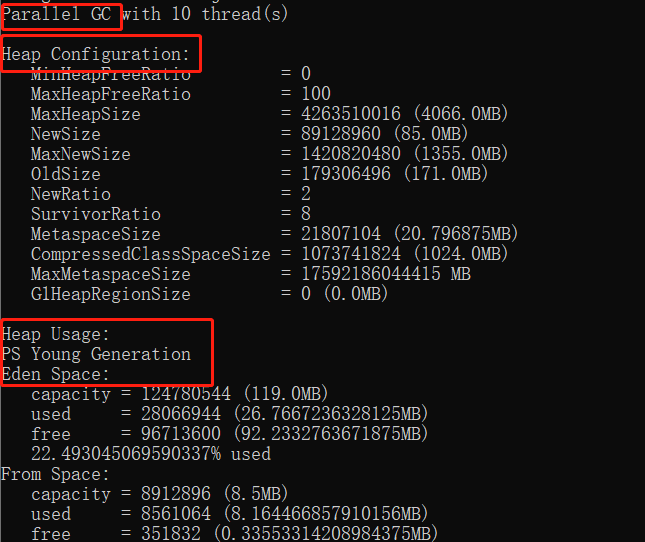 Parallel GC with 10 thread(s)
Heap Configuration:
MinHeapFreeRatio = 0
MaxHeapFreeRatio = 100
MaxHeapSize = 4263510016 (4066.0MB)
NewSize = 89128960 (85.0MB)
MaxNewSize = 1420820480 (1355.0MB)
OldSize = 179306496 (171.0MB)
NewRatio = 2
SurvivorRatio = 8
MetaspaceSize = 21807104 (20.796875MB)
CompressedClassSpaceSize = 1073741824 (1024.0MB)
MaxMetaspaceSize = 17592186044415 MB
G1HeapRegionSize = 0 (0.0MB)
Heap Usage:
PS Young Generation
Eden Space:
capacity = 124780544 (119.0MB)
used = 28066944 (26.7667236328125MB)
free = 96713600 (92.2332763671875MB)
22.493045069590337% used
From Space:
capacity = 8912896 (8.5MB)
used = 8561064 (8.164466857910156MB)
free = 351832 (0.33553314208984375MB)